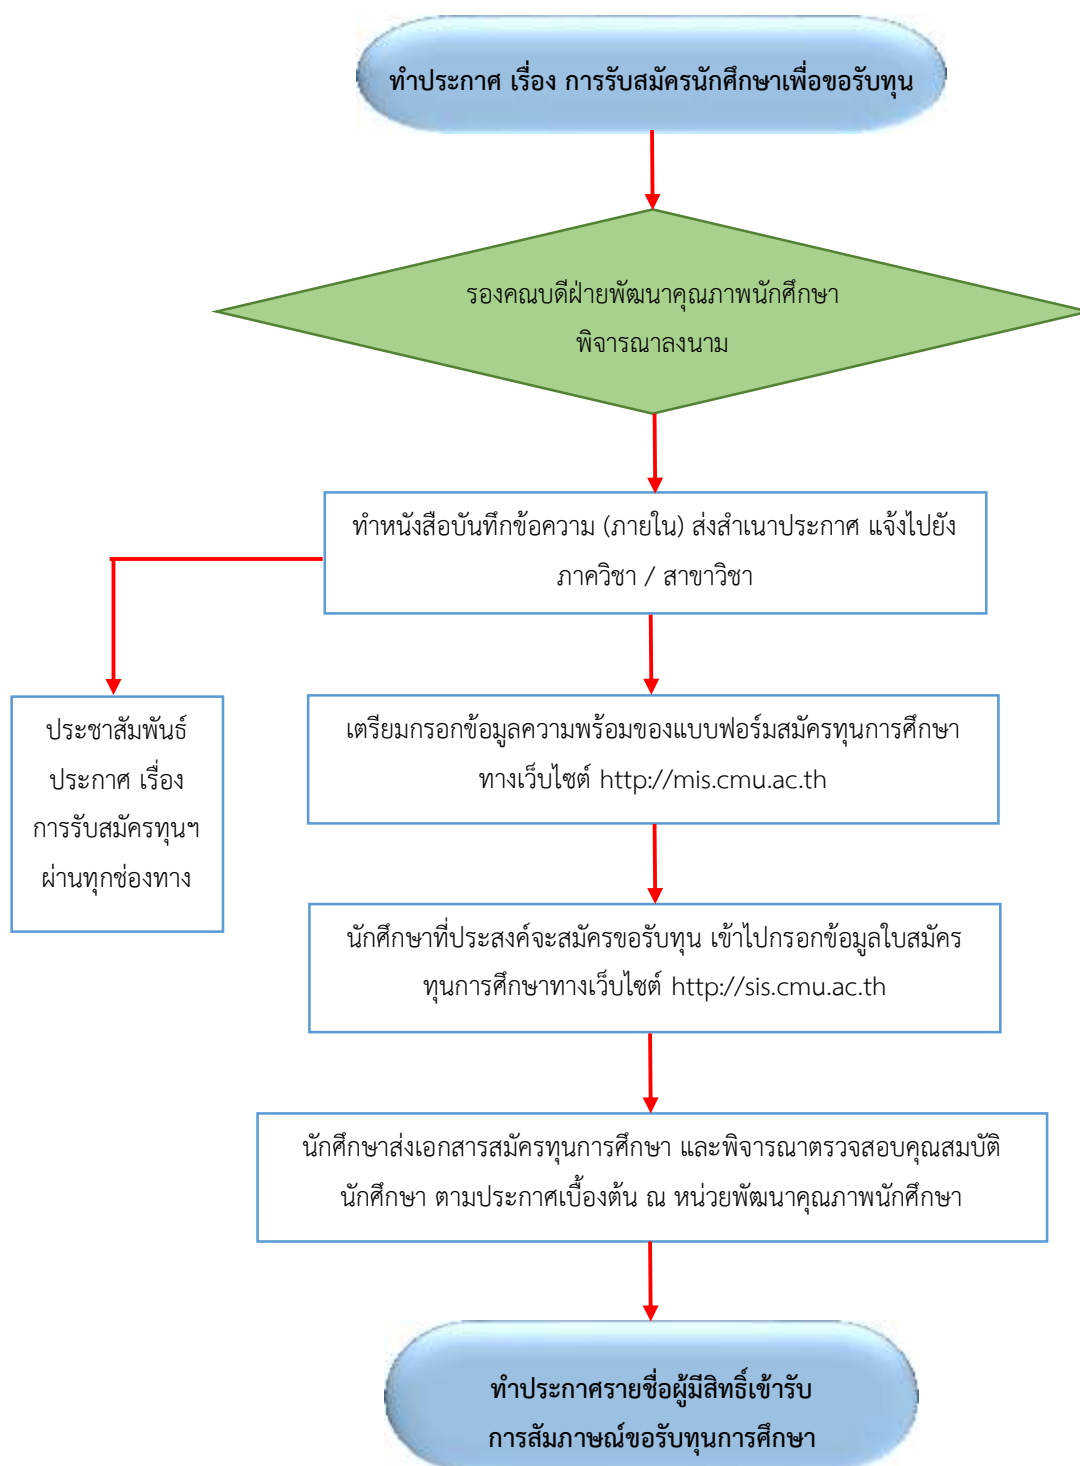 ทำประกาศ เรื่อง การรับสมัครนักศึกษาเพื่อขอรับทุน
รองคณบดีฝ่ายพัฒนาคุณภาพนักศึกษา
พิจารณาลงนาม
ทำหนังสือบันทึกข้อความ (ภายใน) ส่งสำเนาประกาศ แจ้งไปยัง
ภาควิชา / สาขาวิชา
ประชาสัมพันธ์
ประกาศ เรื่อง
การรับสมัครทุนฯ
ผ่านทุกช่องทาง
เตรียมกรอกข้อมูลความพร้อมของแบบฟอร์มสมัครทุนการศึกษา
ทางเว็บไซต์ http://mis.cmu.ac.th
นักศึกษาที่ประสงค์จะสมัครขอรับทุน เข้าไปกรอกข้อมูลใบสมัคร
ทุนการศึกษาทางเว็บไซต์ http://sis.cmu.ac.th
นักศึกษาส่งเอกสารสมัครทุนการศึกษา และพิจารณาตรวจสอบคุณสมบัติ
นักศึกษา ตามประกาศเบื้องต้น ณ หน่วยพัฒนาคุณภาพนักศึกษา
ทำประกาศรายชื่อผู้มีสิทธิ์เข้ารับ
การสัมภาษณ์ขอรับทุนการศึกษา